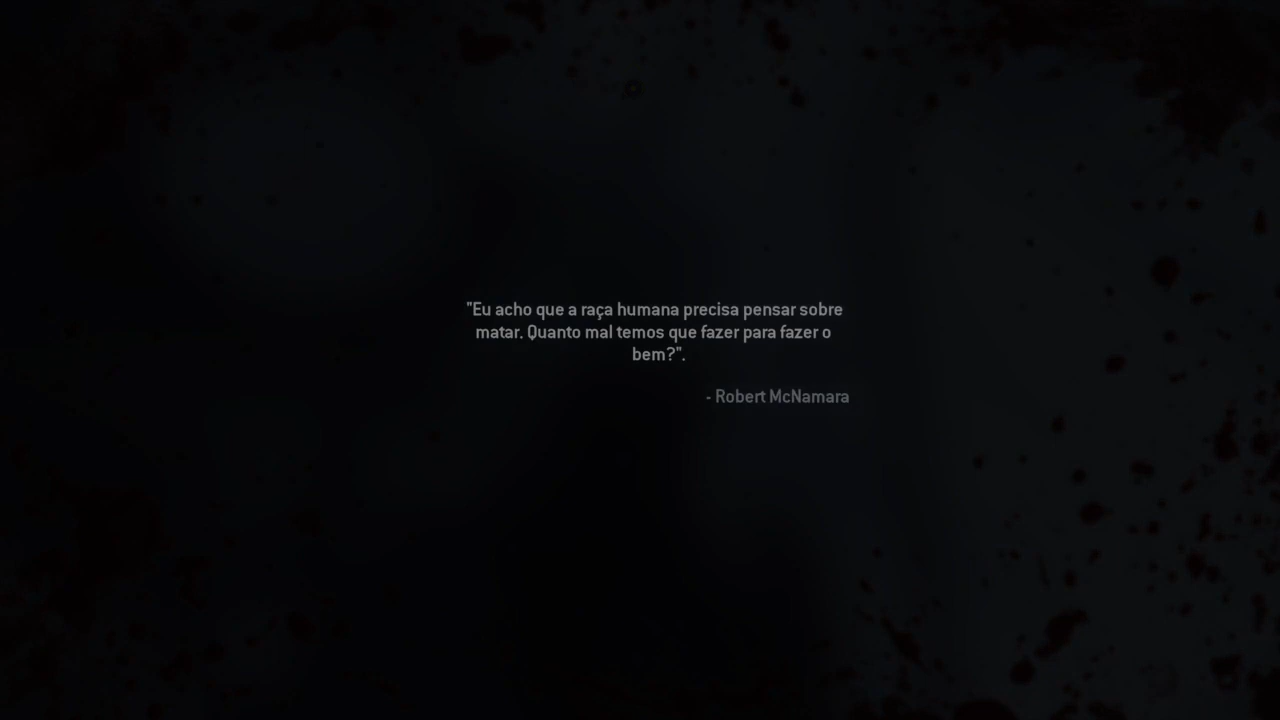 "Eu acho que a raça humana precisa pensar sobre
matar. Quanto mal temos que fazer para fazer o
bem?".
- Robert McNamara